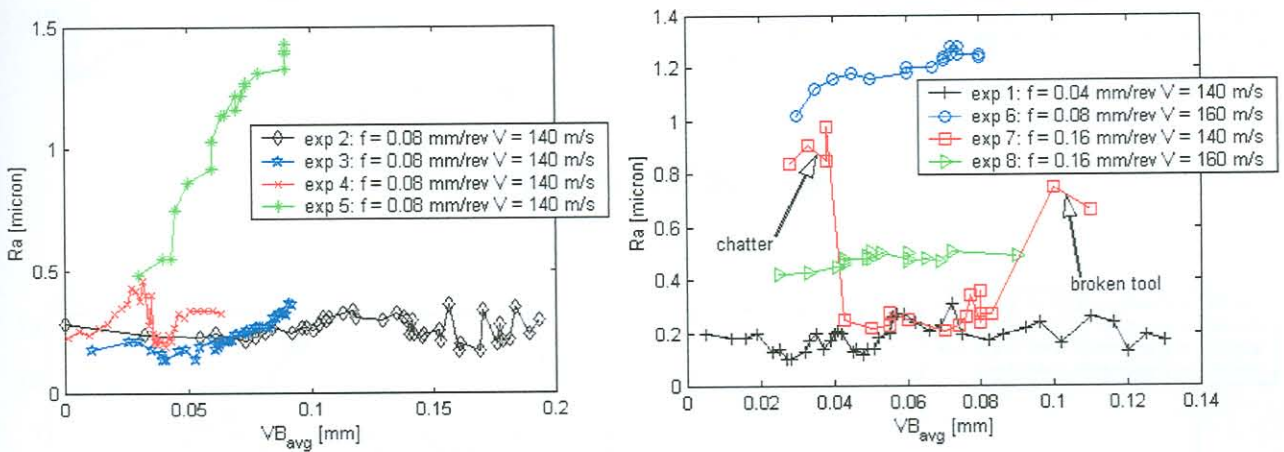 1.5
1
0.5
0
Ra [micron]
0
0.05
0.1
0.15
0.2
VBavg [mm]
exp 2: f = 0.08 mm/rev V = 140 m/s
exp 3: f = 0.08 mm/rev V = 140 m/s
exp 4: f = 0.08 mm/rev V = 140 m/s
exp 5: f = 0.08 mm/rev V = 140 m/s
1.4
1.2
1
0.8
0.6
0.4
0.2
0
Ra [micron]
0
0.02
0.04
0.06
0.08
0.1
0.12
0.14
VBavg [mm]
exp 1: f = 0.04 mm/rev V = 140 m/s
exp 6: f = 0.08 mm/rev V = 160 m/s
exp 7: f = 0.16 mm/rev V = 140 m/s
exp 8: f = 0.16 mm/rev V = 160 m/s
chatter
broken tool